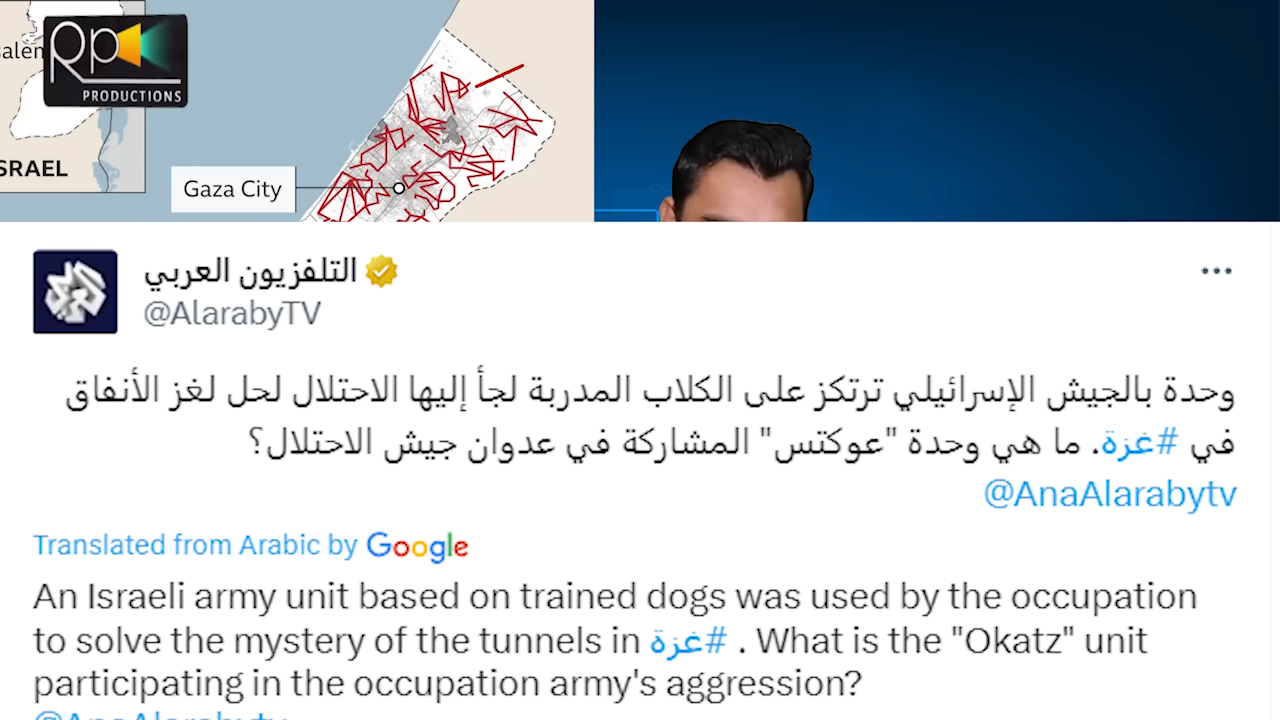 Rp
PRODUCTIONS
SRAEL
Gaza City
التلفزيون العربي
@AlarabyTV
وحدة بالجيش الإسرائيلي ترتكز على الكلاب المدربة لجأ إليها الاحتلال لحل لغز الأنفاق
في #غزة. ما هي وحدة "عوكتس" المشاركة في عدوان جيش الاحتلال؟
@AnaAlarabytv
Translated from Arabic by Google
An Israeli army unit based on trained dogs was used by the occupation
to solve the mystery of the tunnels in #غزة . What is the "Okatz" unit
participating in the occupation army's aggression?